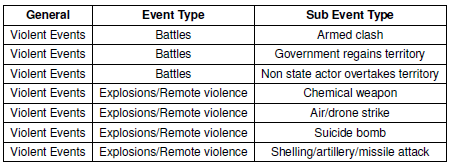 General Event Type Sub Event Type
Violent Events Battles Armed clash
Violent Events Battles Government regains territory
Violent Events Battles Non state actor overtakes territory
Violent Events Explosions/Remote violence Chemical weapon
Violent Events Explosions/Remote violence Air/drone strike
Violent Events Explosions/Remote violence Suicide bomb
Violent Events Explosions/Remote violence Shelling/artillery/missile attack